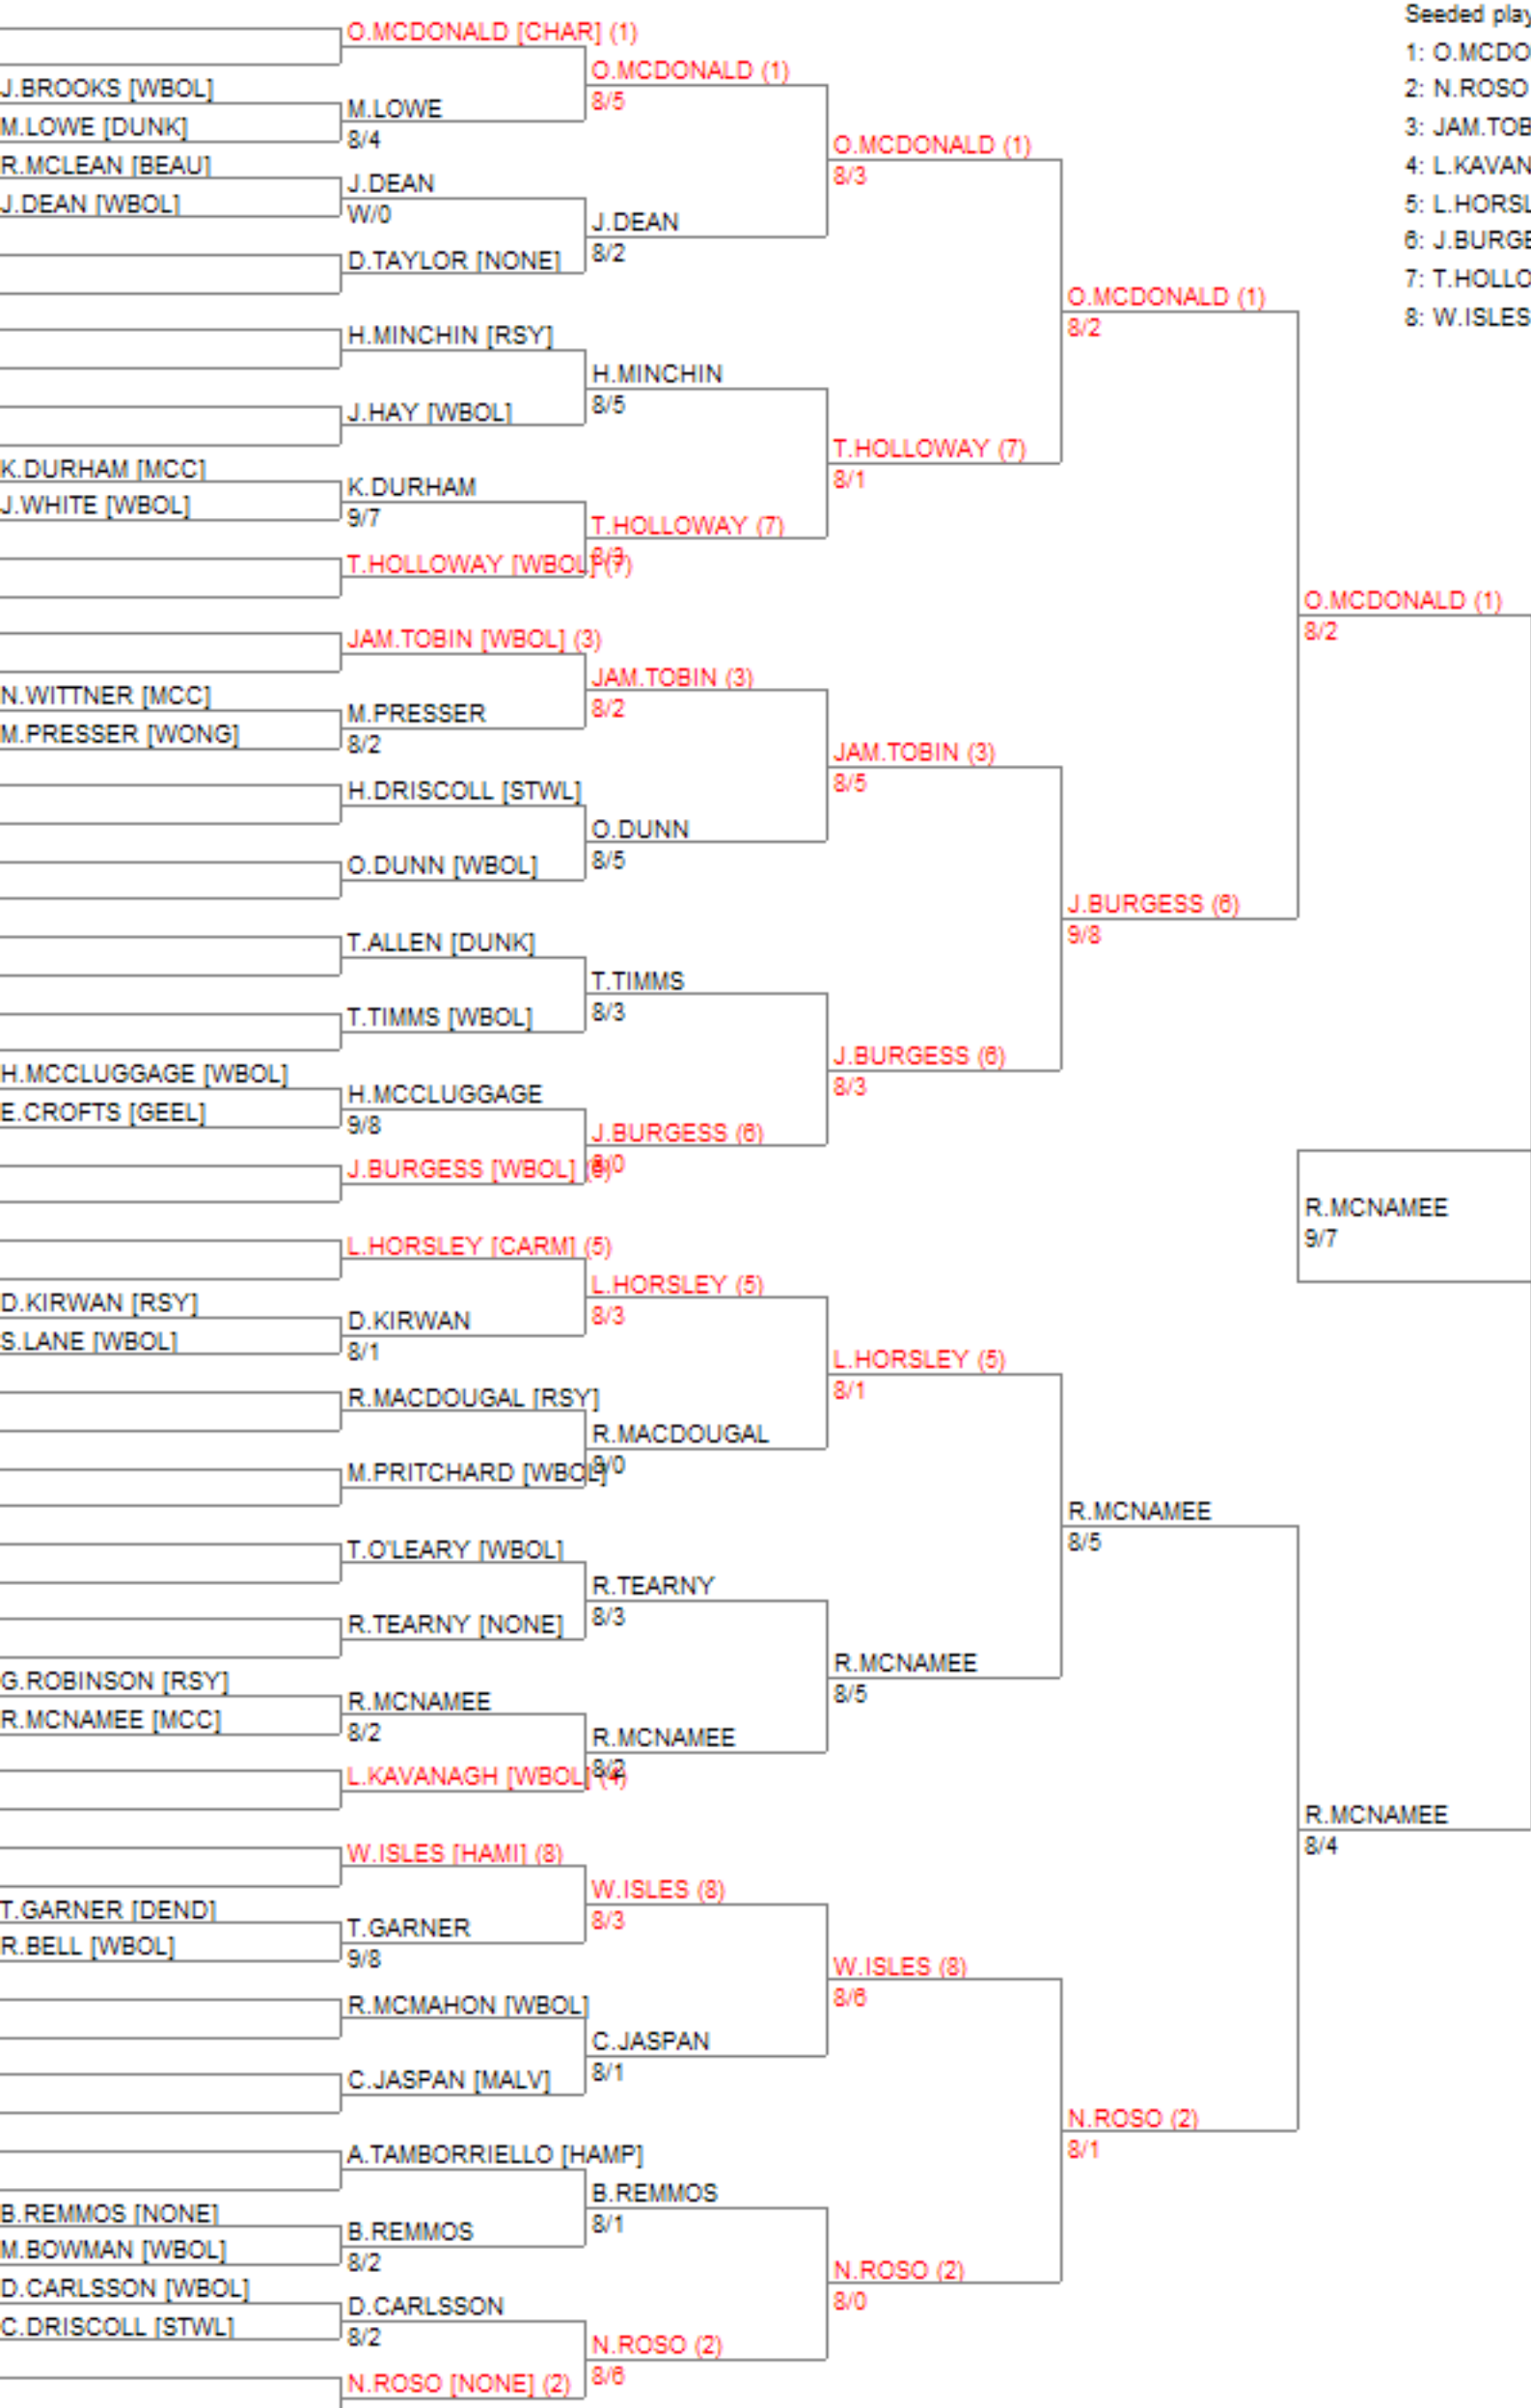 Seeded play
1: O.MCDO
2: N.ROSO
3: JAM.TOB
4: L.KAVAN
5: L.HORSL
6: J.BURGE
7: T.HOLLO
8: W.ISLES
J.BROOKS [WBOL]
M.LOWE [DUNK]
R.MCLEAN [BEAU]
J.DEAN [WBOL]
K.DURHAM [MCC]
J.WHITE [WBOL]
N.WITTNER [MCC]
M.PRESSER [WONG]
H.MCCLUGGAGE [WBOL]
E.CROFTS [GEEL]
D.KIRWAN [RSY]
S.LANE [WBOL]
G.ROBINSON [RSY]
R.MCNAMEE [MCC]
T.GARNER [DEND]
R.BELL [WBOL]
B.REMMOS [NONE]
M.BOWMAN [WBOL]
D.CARLSSON [WBOL]
C.DRISCOLL [STWL]
O.MCDONALD [CHAR] (1)
M.LOWE
8/4
J.DEAN
W/0
D.TAYLOR [NONE]
H.MINCHIN [RSY]
J.HAY [WBOL]
K.DURHAM
9/7
T.HOLLOWAY [WBOL] (7)
JAM.TOBIN [WBOL] (3)
M.PRESSER
8/2
H.DRISCOLL [STWL]
O.DUNN [WBOL]
T.ALLEN [DUNK]
T.TIMMS [WBOL]
H.MCCLUGGAGE
9/8
J.BURGESS [WBOL] (6)
L.HORSLEY [CARM] (5)
D.KIRWAN
8/1
R.MACDOUGAL [RSY]
M.PRITCHARD [WBOL]
T.O'LEARY [WBOL]
R.TEARNY [NONE]
R.MCNAMEE
8/2
L.KAVANAGH [WBOL] (4)
W.ISLES [HAMI] (8)
T.GARNER
9/8
R.MCMAHON [WBOL]
C.JASPAN [MALV]
A.TAMBORRIELLO [HAMP]
B.REMMOS
8/2
D.CARLSSON
8/2
N.ROSO [NONE] (2)
O.MCDONALD (1)
8/5
J.DEAN
8/2
H.MINCHIN
8/5
T.HOLLOWAY (7)
8/3
JAM.TOBIN (3)
8/2
O.DUNN
8/5
T.TIMMS
8/3
J.BURGESS (6)
L.HORSLEY (5)
8/3
R.MACDOUGAL
R.TEARNY
8/3
R.MCNAMEE
W.ISLES (8)
8/3
C.JASPAN
8/1
B.REMMOS
8/1
N.ROSO (2)
8/6
O.MCDONALD (1)
8/3
T.HOLLOWAY (7)
8/1
JAM.TOBIN (3)
8/5
J.BURGESS (6)
8/3
L.HORSLEY (5)
8/1
R.MCNAMEE
8/5
W.ISLES (8)
8/6
N.ROSO (2)
8/0
O.MCDONALD (1)
8/2
J.BURGESS (6)
9/8
R.MCNAMEE
8/5
N.ROSO (2)
8/1
O.MCDONALD (1)
8/2
R.MCNAMEE
9/7
R.MCNAMEE
8/4